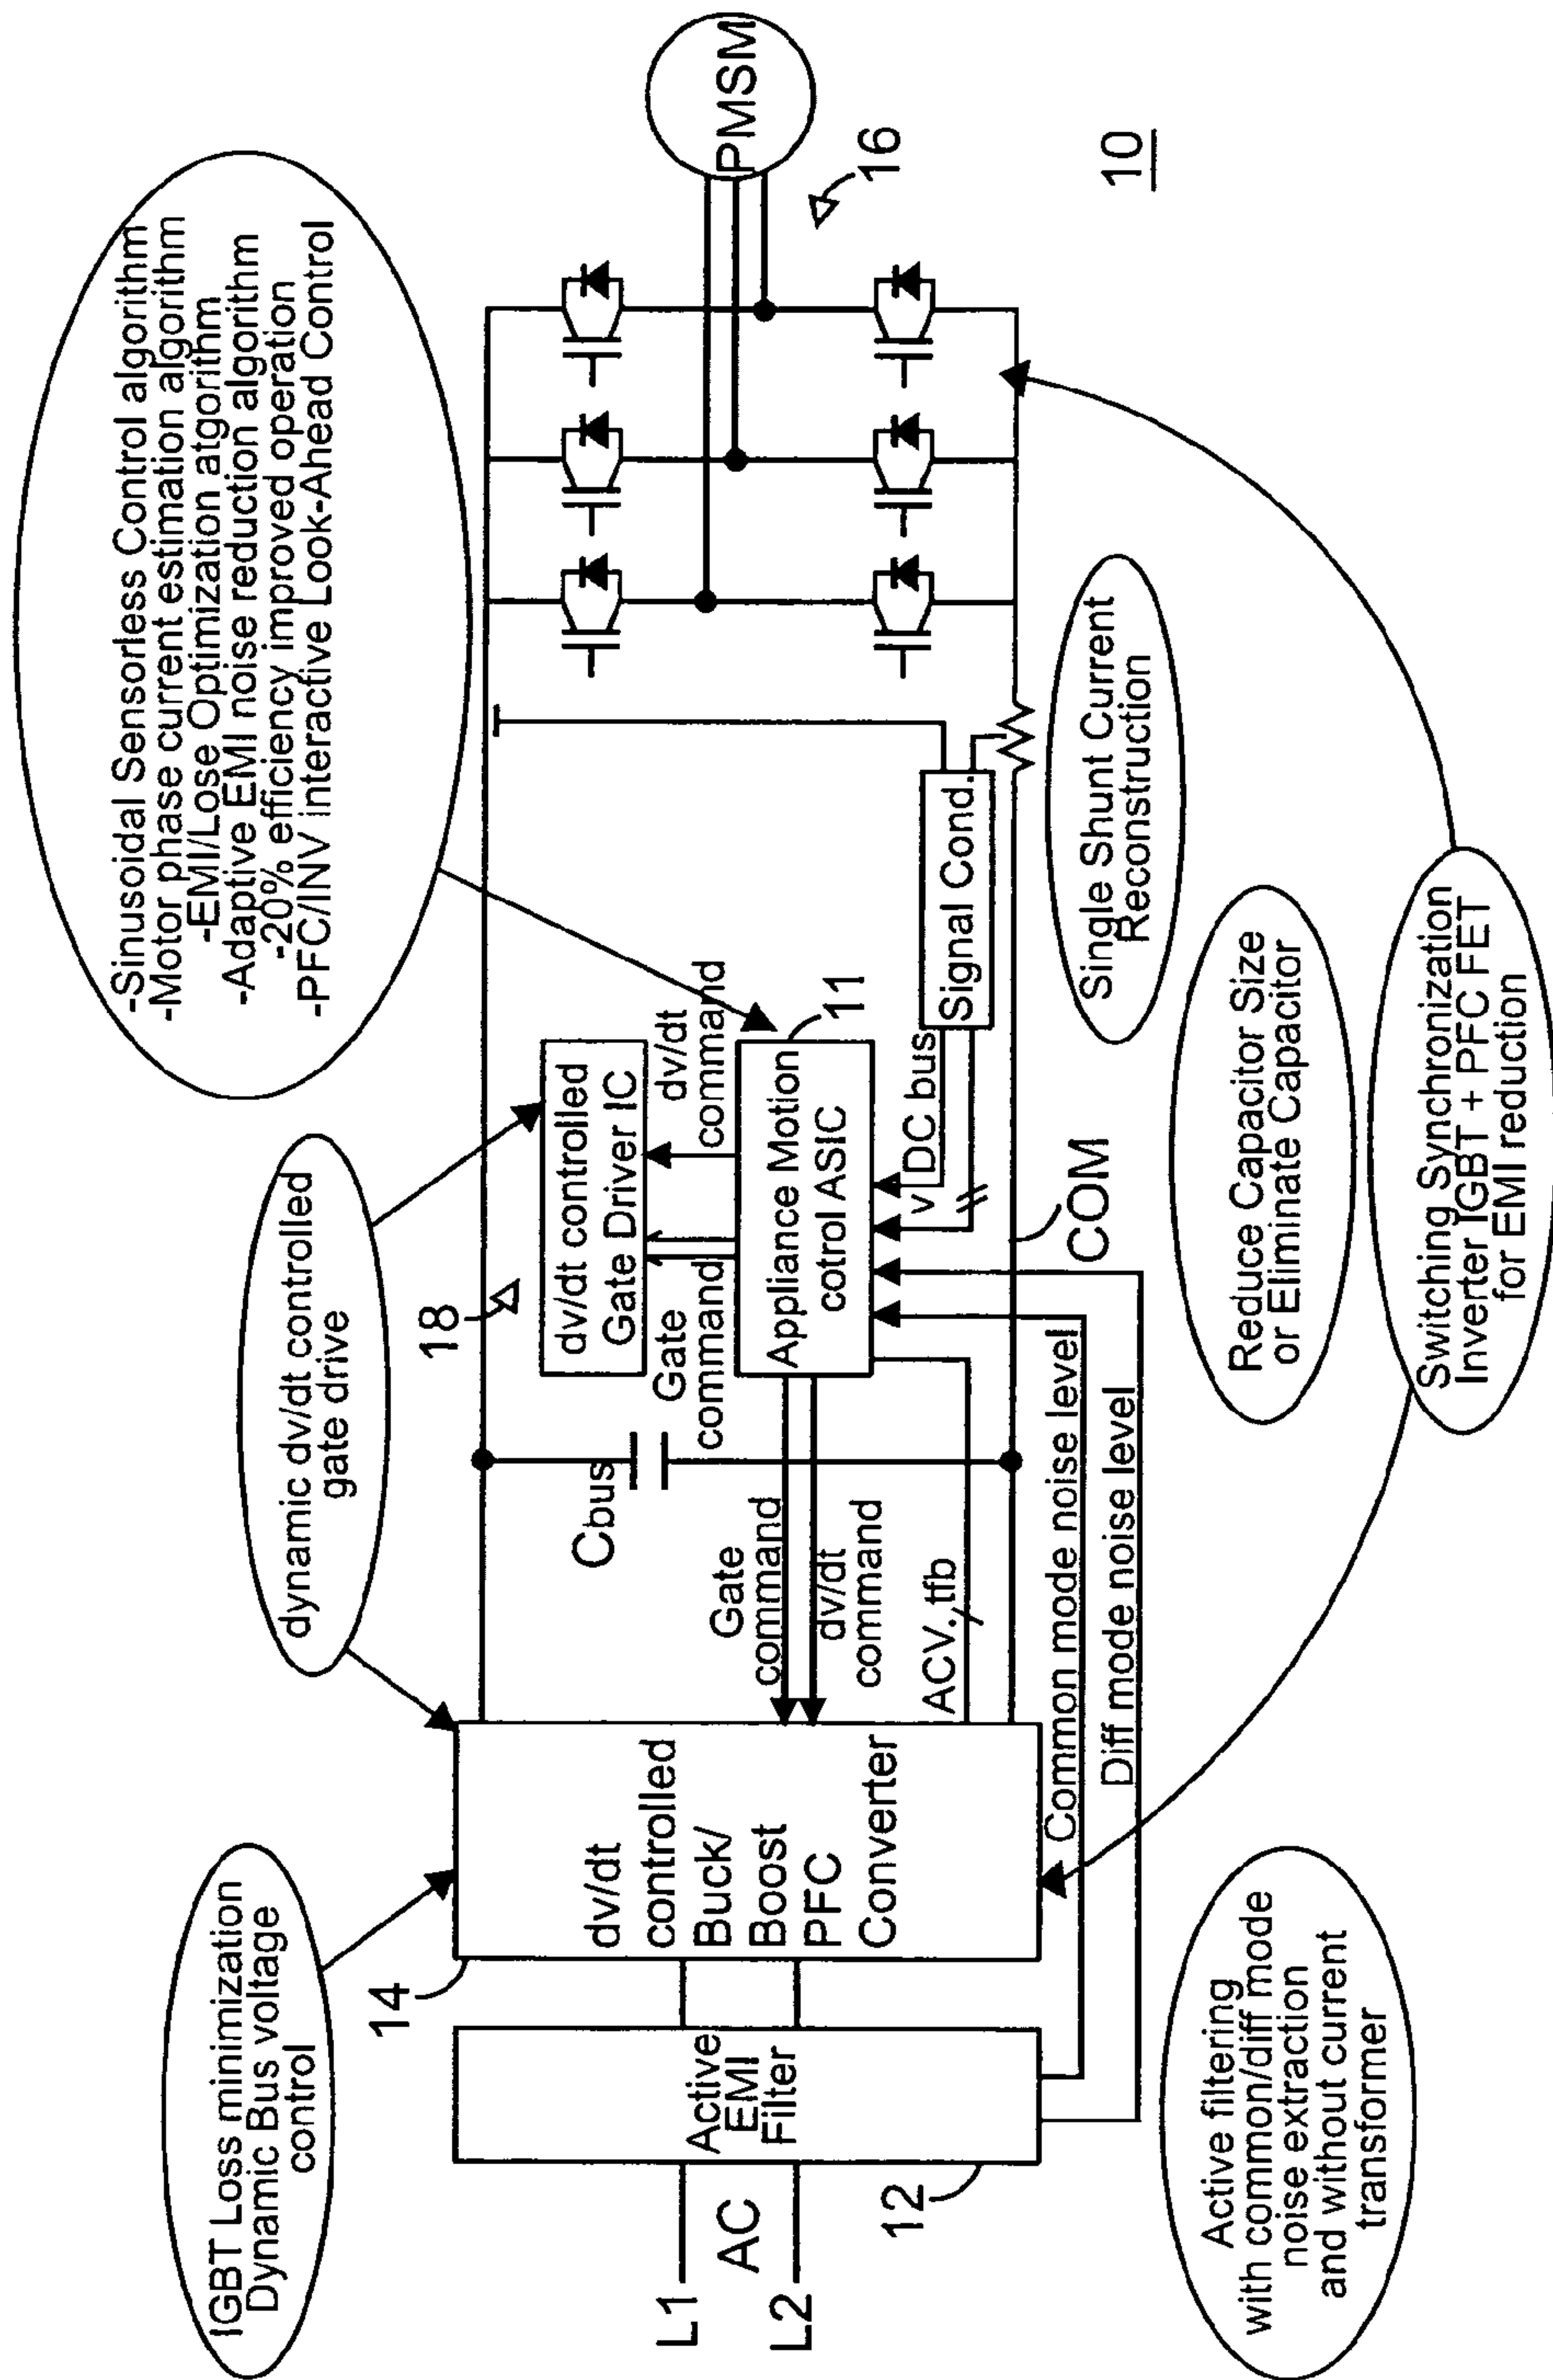 -Sinusoidal Sensorless Control algorithm
-Motor phase current estimation algorithm
-EMI/Lose Optimization atgorithm
-Adaptive EMI noise reduction algorithm
-20% efficiency improved operation
-PFC/INV Interactive Look-Ahead Control
dynamic dv/dt controlled
gate drive
IGBT Loss minimization
Dynamic Bus voltage
control
14
18
L1
AC
L2
12
Active
EMI
Filter
dv/dt
controlled
Buck/
Boost
PFC
Converter
Cbus
Gate
command
dv/dt
command
ACV. tfb
Common mode noise level
Diff mode noise level
dv/dt controlled
Gate Driver IC
Gate
command
dv/dt
command
Appliance Motion
cotrol ASIC
11
v DC bus
Signal Cond.
COM
PMSM
16
10
Single Shunt Current
Reconstruction
Reduce Capacitor Size
or Eliminate Capacitor
Switching Synchronization
Inverter IGBT + PFC FET
for EMI reduction
Active filtering
with common/diff mode
noise extraction
and without current
transformer